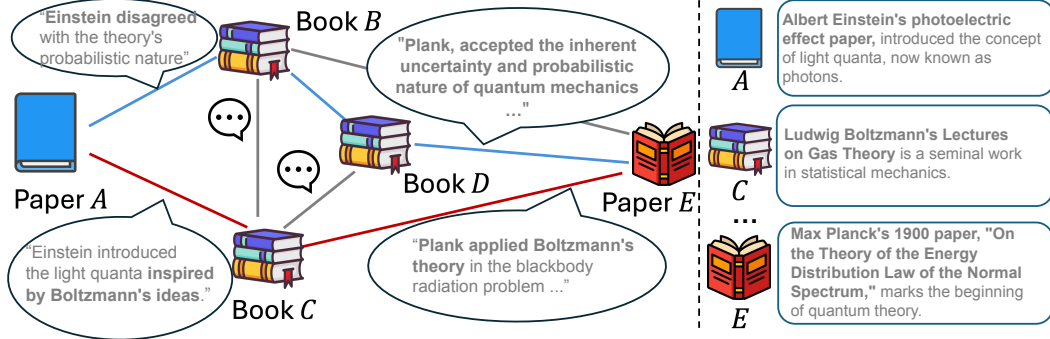 “Einstein disagreed
with the theory's
probabilistic nature”
Book B
"Plank, accepted the inherent
uncertainty and probabilistic
nature of quantum mechanics
..."
Paper A
Book D
Paper E
“Einstein introduced
the light quanta inspired
by Boltzmann's ideas.”
Book C
“Plank applied Boltzmann's
theory in the blackbody
radiation problem ...”
A
Albert Einstein's photoelectric
effect paper, introduced the concept
of light quanta, now known as
photons.
C
Ludwig Boltzmann's Lectures
on Gas Theory is a seminal work
in statistical mechanics.
...
E
Max Planck's 1900 paper, "On
the Theory of the Energy
Distribution Law of the Normal
Spectrum," marks the beginning
of quantum theory.